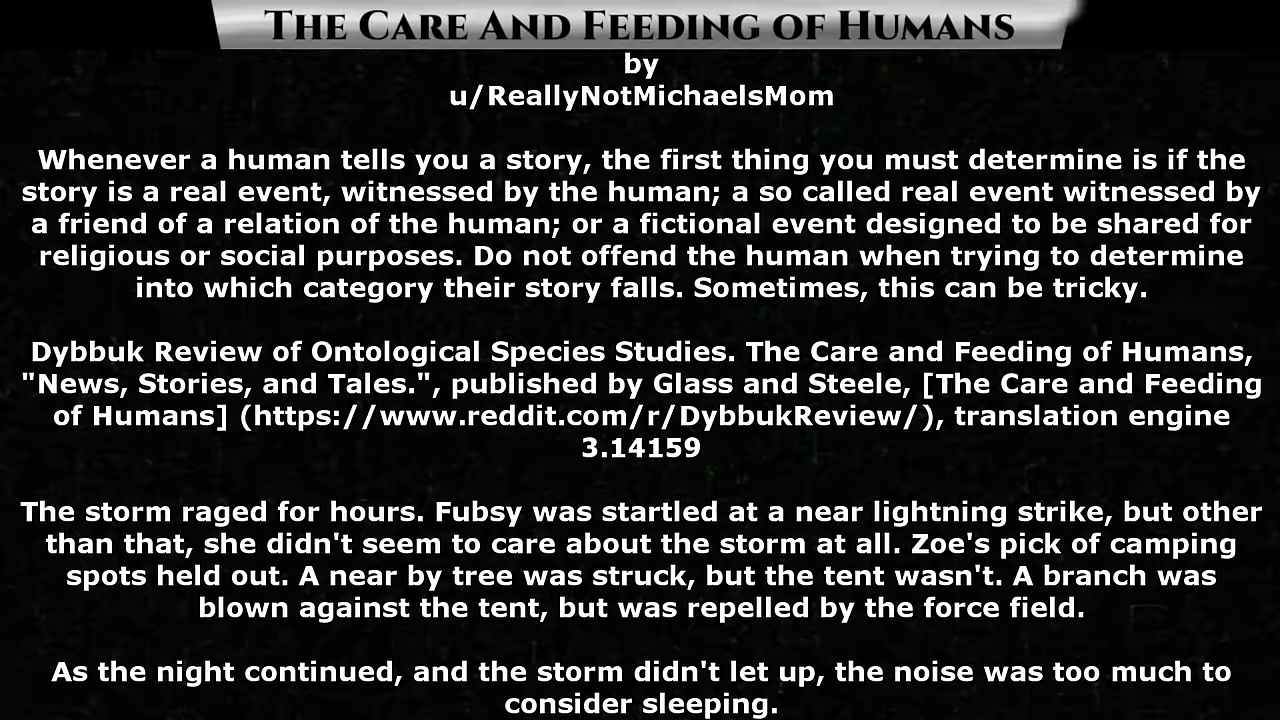 The Care And Feeding of Humans
by
u/ReallyNotMichaelsMom
Whenever a human tells you a story, the first thing you must determine is if the
story is a real event, witnessed by the human; a so called real event witnessed by
a friend of a relation of the human; or a fictional event designed to be shared for
religious or social purposes. Do not offend the human when trying to determine
into which category their story falls. Sometimes, this can be tricky.
Dybbuk Review of Ontological Species Studies. The Care and Feeding of Humans,
"News, Stories, and Tales.", published by Glass and Steele, [The Care and Feeding
of Humans] (https://www.reddit.com/r/DybbukReview/), translation engine
3.14159
The storm raged for hours. Fubsy was startled at a near lightning strike, but other
than that, she didn't seem to care about the storm at all. Zoe's pick of camping
spots held out. A near by tree was struck, but the tent wasn't. A branch was
blown against the tent, but was repelled by the force field.
As the night continued, and the storm didn't let up, the noise was too much to
consider sleeping.